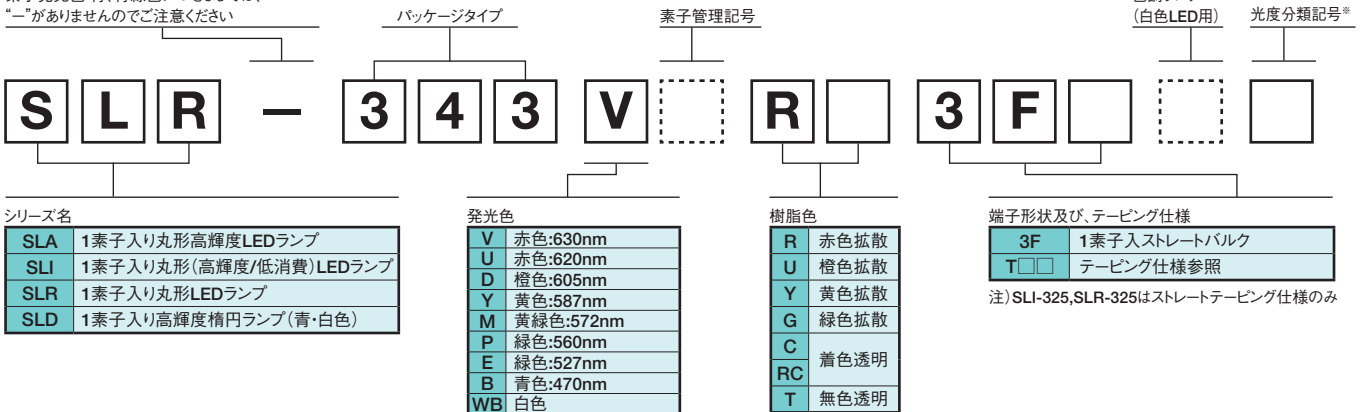 “ー”がありませんのでご注意ください
パッケージタイプ
素子管理記号
(白色LED用)
光度分類記号※
S L R － 3 4 3 V R 3 F
シリーズ名
SLA 1素子入り丸形高輝度LEDランプ
SLI 1素子入り丸形(高輝度/低消費)LEDランプ
SLR 1素子入り丸形LEDランプ
SLD 1素子入り高輝度楕円ランプ(青・白色)
発光色
V 赤色:630nm
U 赤色:620nm
D 橙色:605nm
Y 黄色:587nm
M 黄緑色:572nm
P 緑色:560nm
E 緑色:527nm
B 青色:470nm
WB 白色
樹脂色
R 赤色拡散
U 橙色拡散
Y 黄色拡散
G 緑色拡散
C 着色透明
RC
T 無色透明
端子形状及び、テーピング仕様
3F 1素子入ストレートバルク
T□□ テーピング仕様参照
注)SLI-325,SLR-325はストレートテーピング仕様のみ